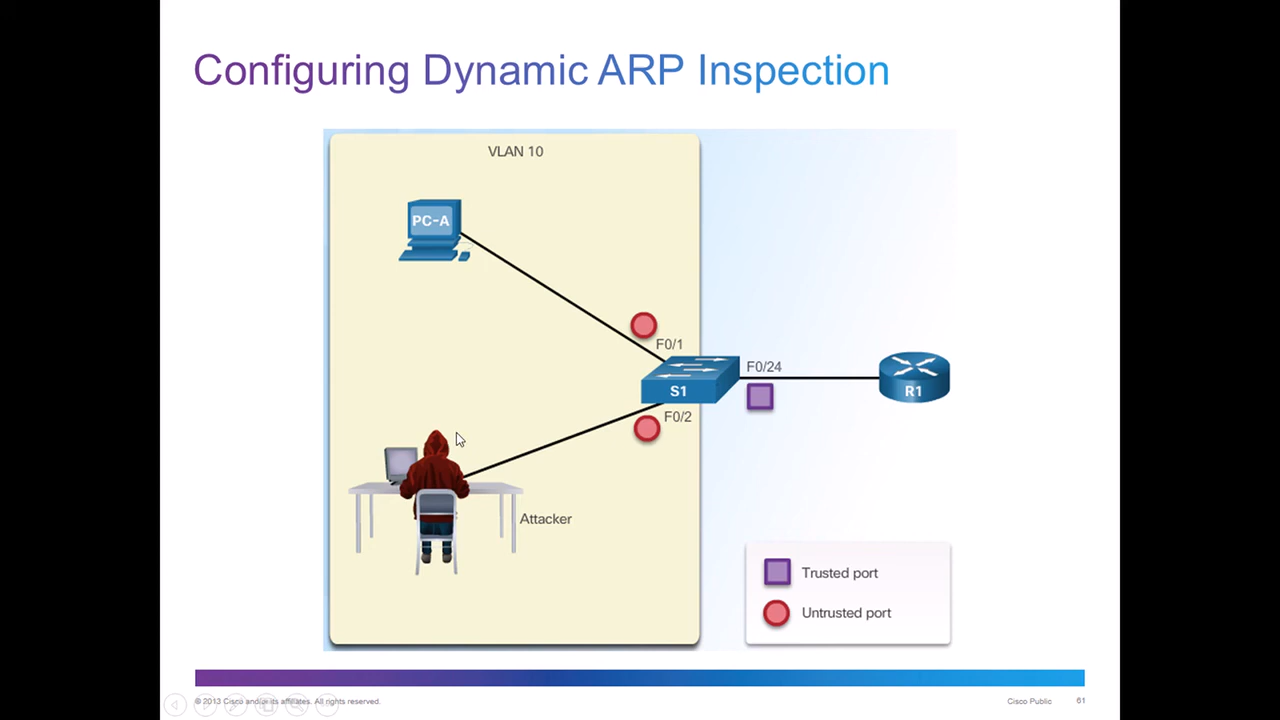 Configuring Dynamic ARP Inspection
VLAN 10
PC-A
F0/1
F0/24
S1
R1
F0/2
Attacker
Trusted port
Untrusted port
© 2013 Cisco and/or its affiliates. All rights reserved.
Cisco Public
61